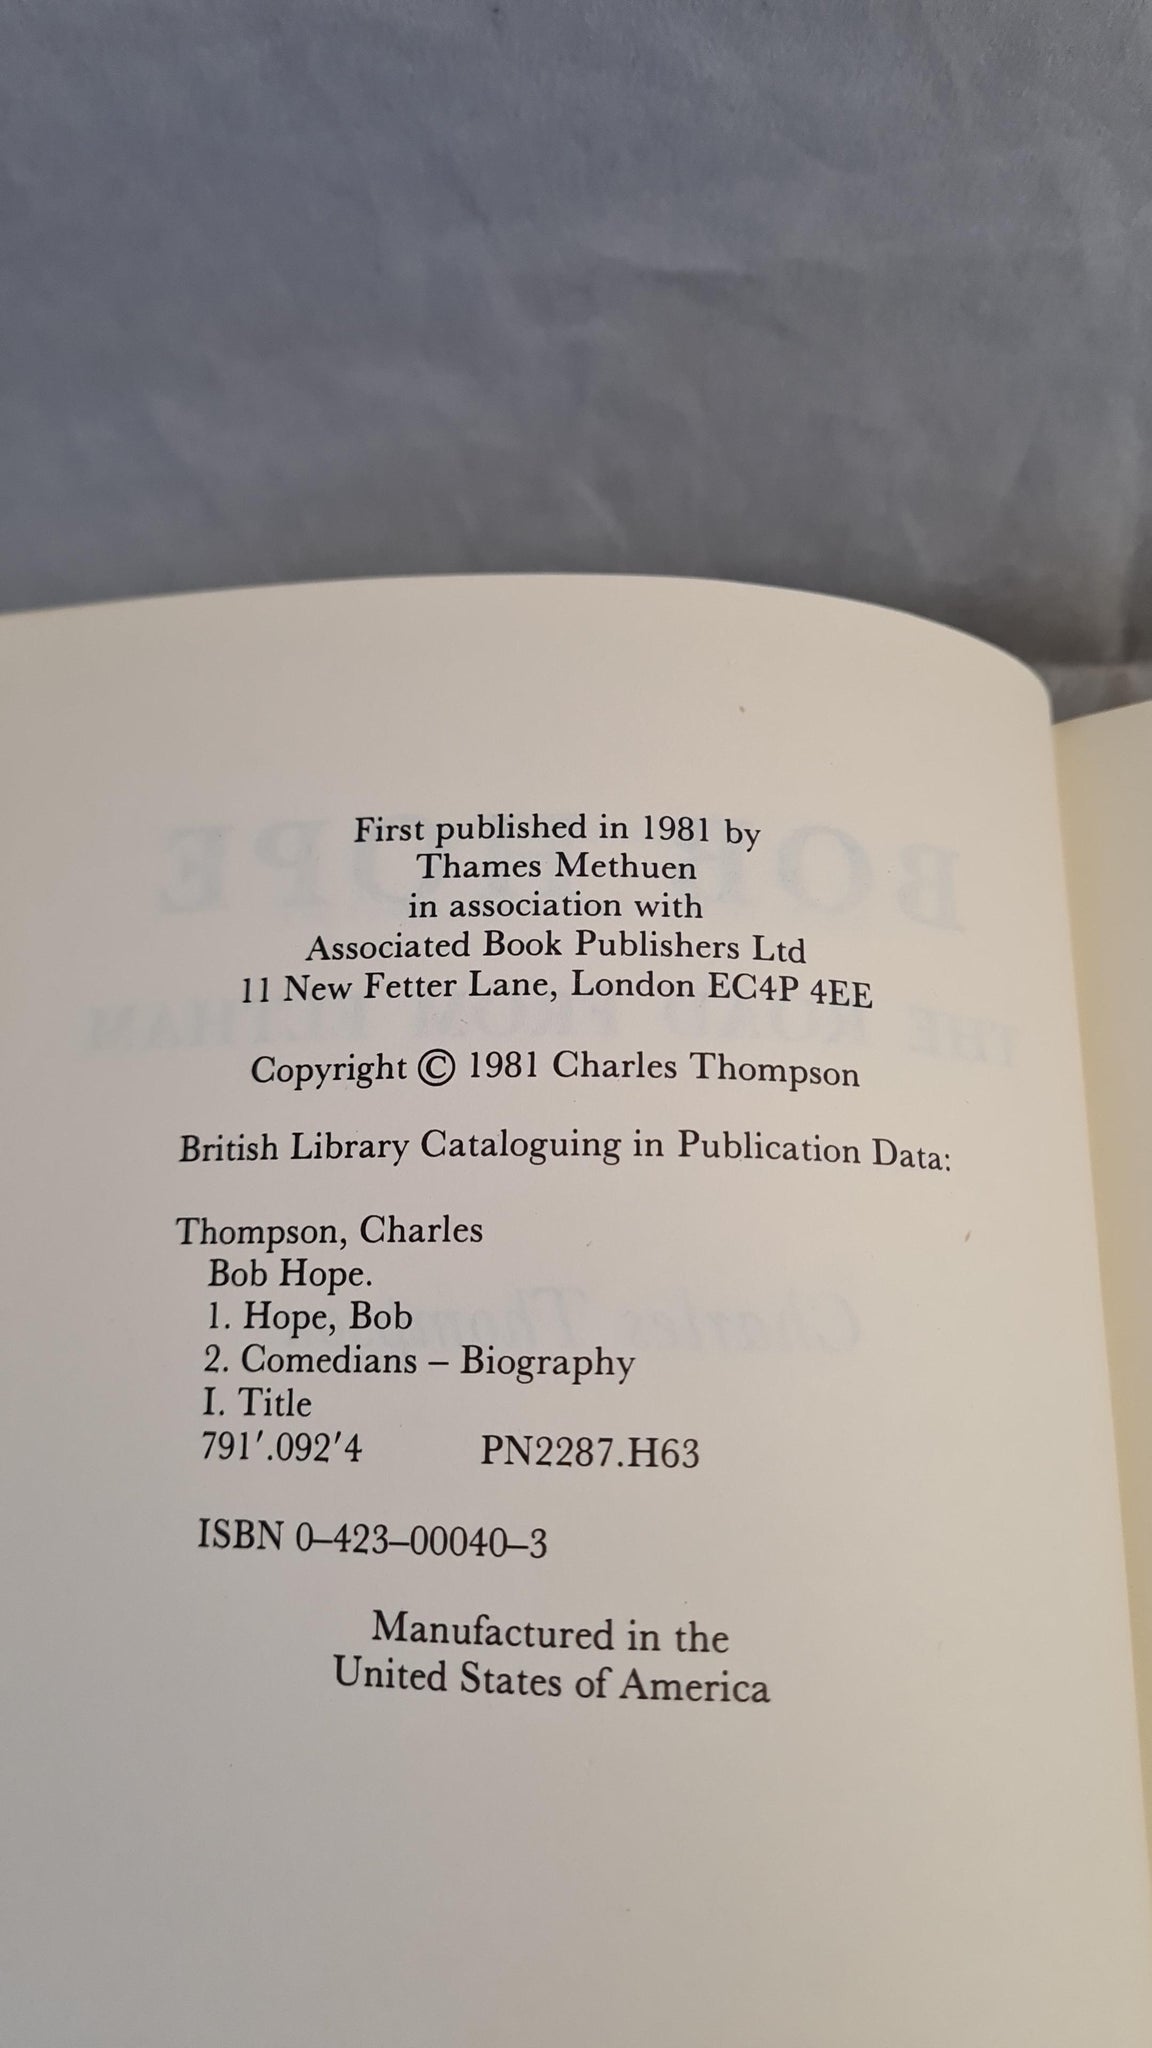 First published in 1981 by
Thames Methuen
in association with
Associated Book Publishers Ltd
11 New Fetter Lane, London EC4P 4EE
Copyright © 1981 Charles Thompson
British Library Cataloguing in Publication Data:
Thompson, Charles
Bob Hope.
1. Hope, Bob
2. Comedians – Biography
I. Title
791′.092′4 PN2287.H63
ISBN 0–423–00040–3
Manufactured in the
United States of America